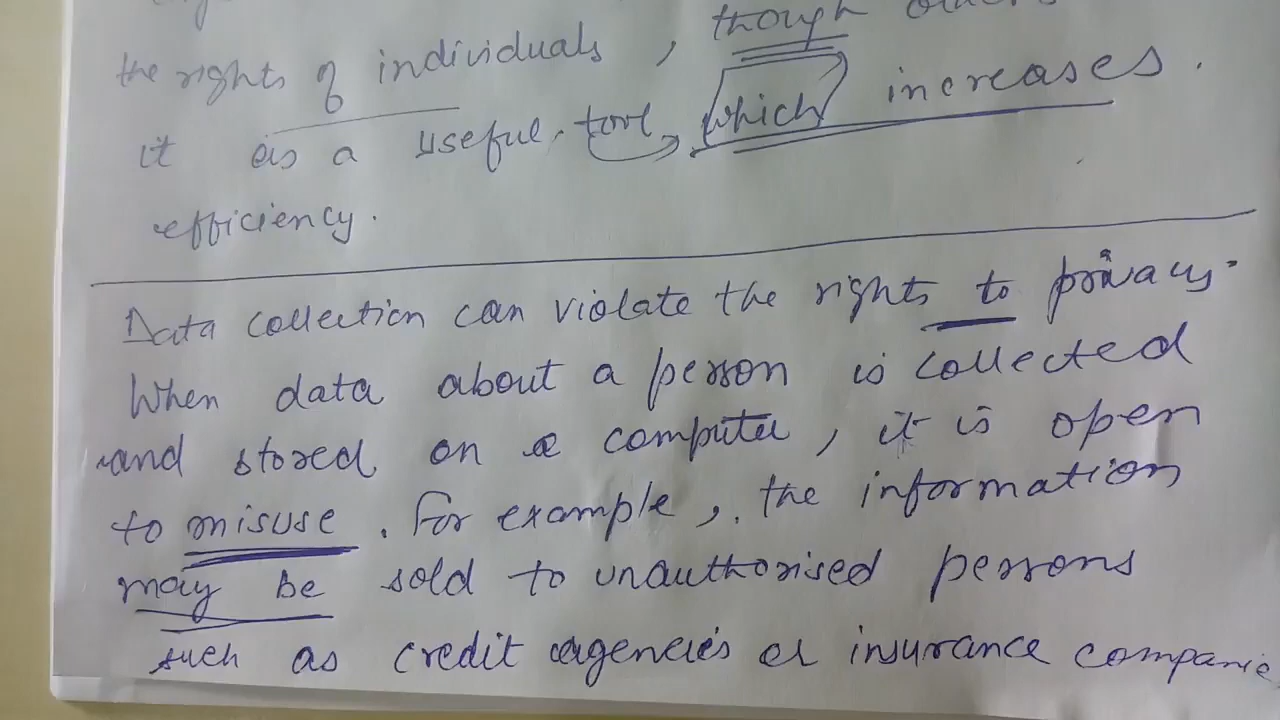 the rights of individuals, though
it as a useful tool, which increases.
efficiency.
Data collection can violate the rights to privacy.
When data about a person is collected
and stored on a computer, it is open
to misuse. For example, the information
may be sold to unauthorised persons
such as credit agencies or insurance companie